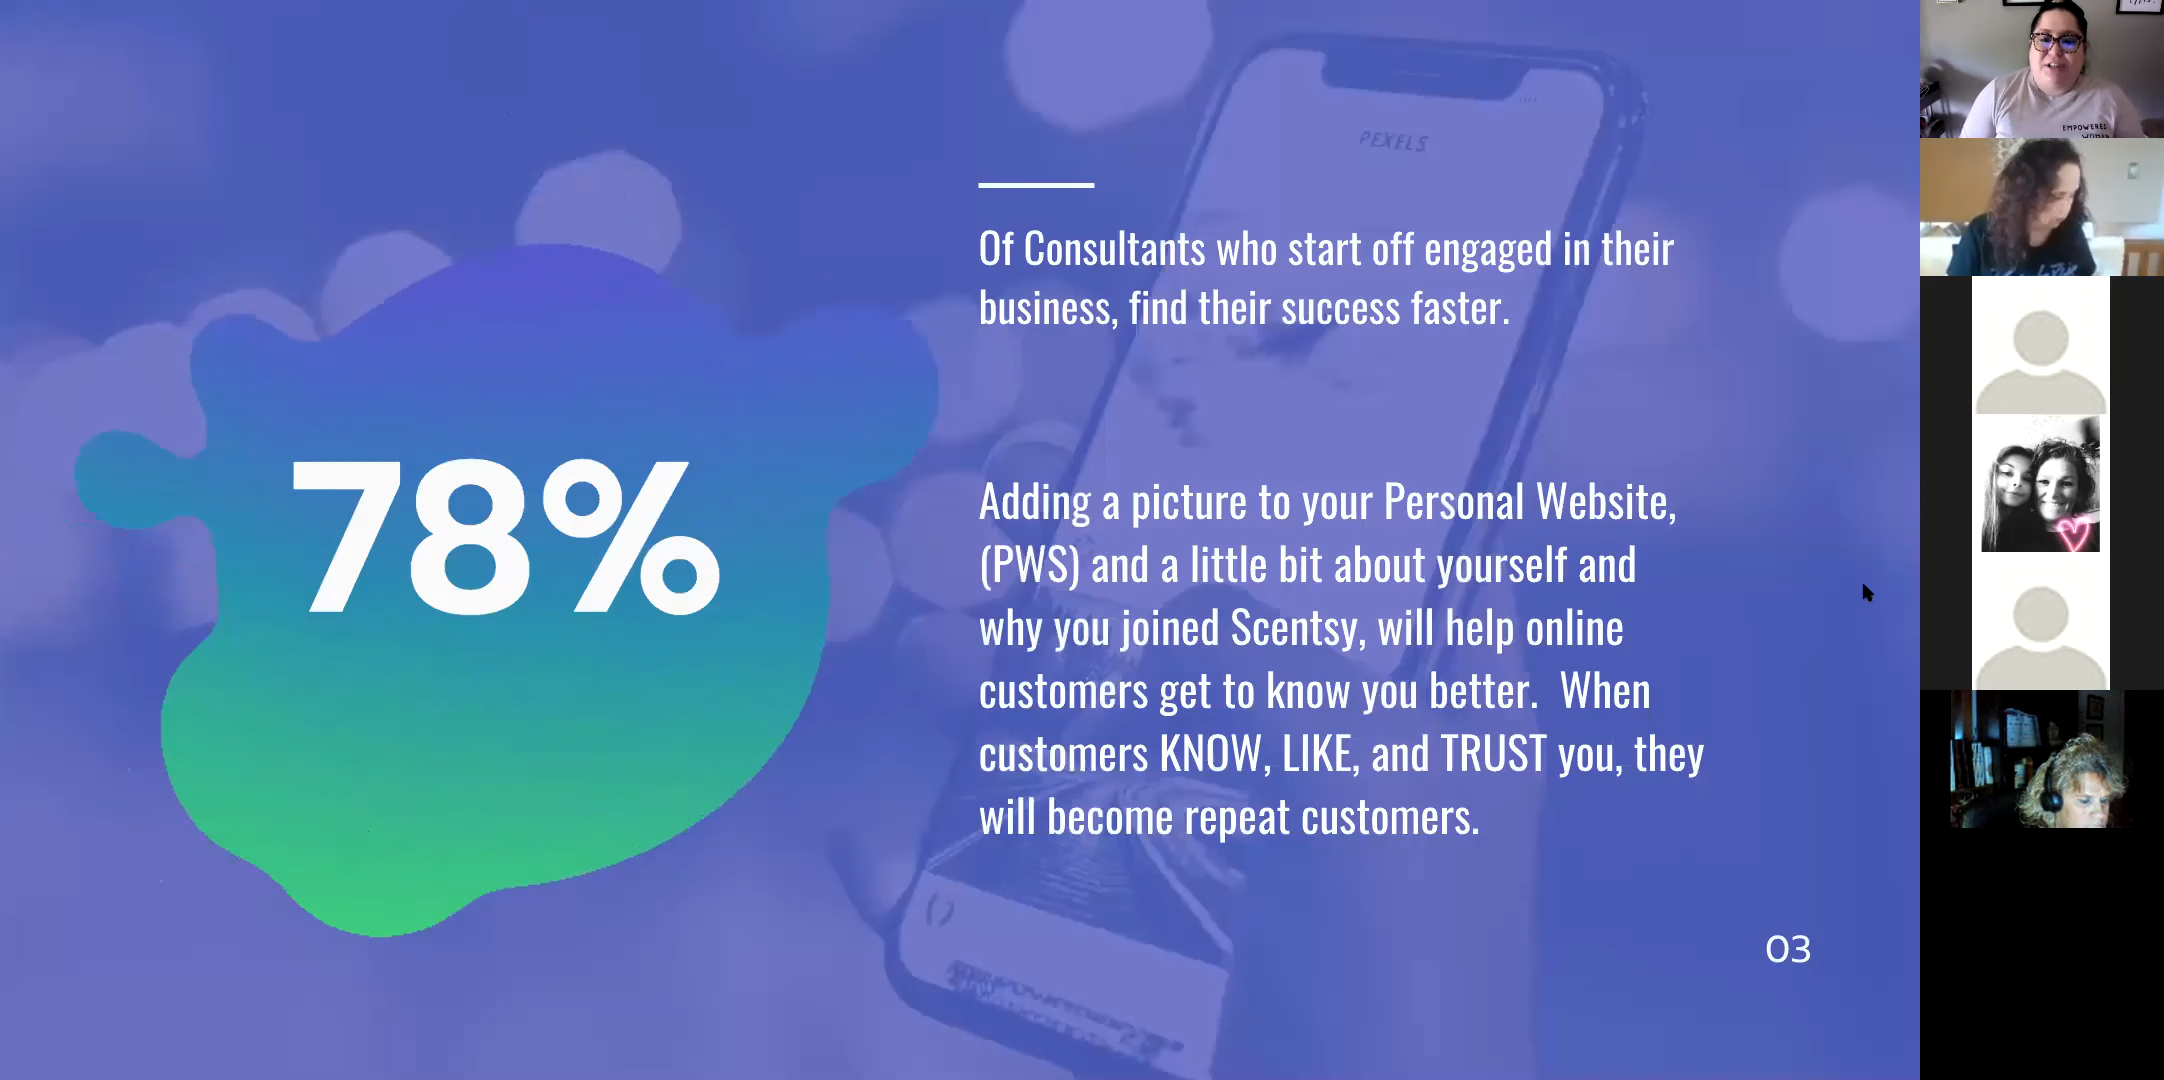 PEXELS
78%
Of Consultants who start off engaged in their
business, find their success faster.
Adding a picture to your Personal Website,
(PWS) and a little bit about yourself and
why you joined Scentsy, will help online
customers get to know you better.  When
customers KNOW, LIKE, and TRUST you, they
will become repeat customers.
03
EMPOWERED